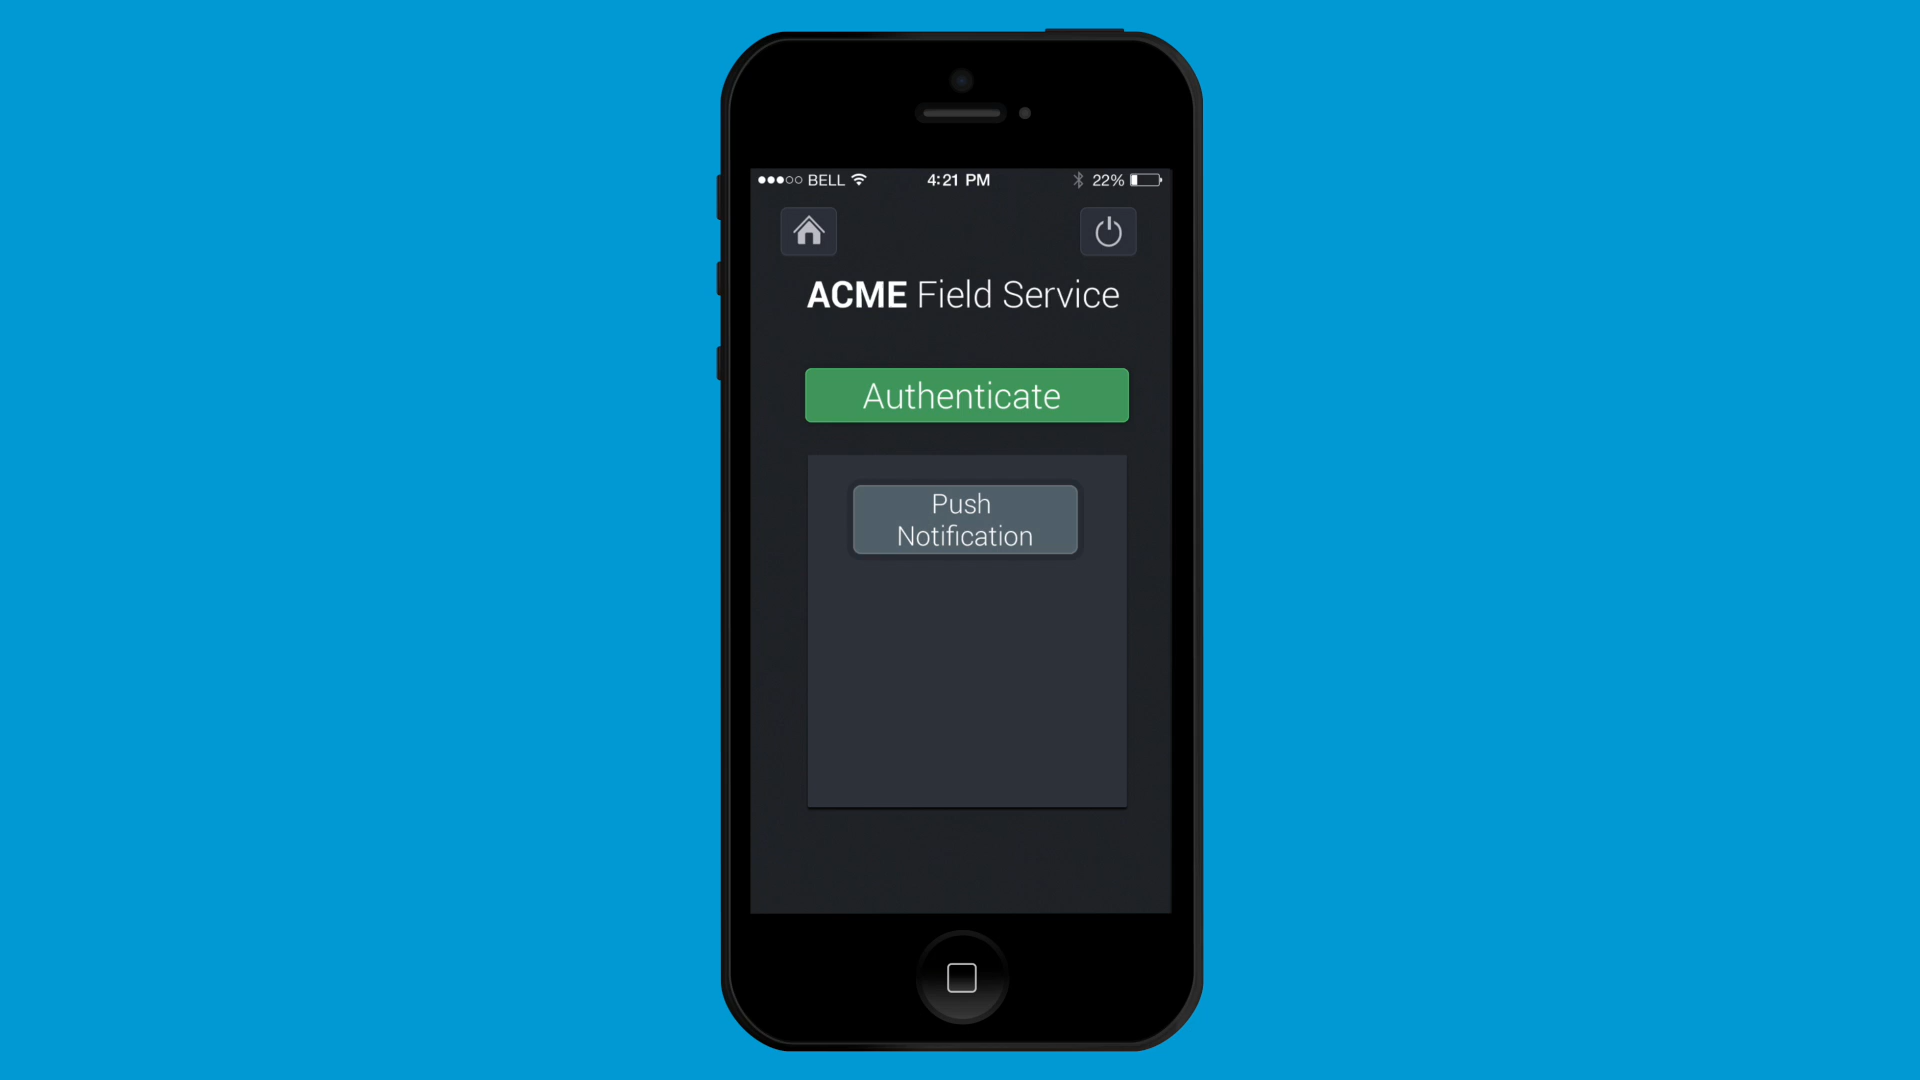 BELL 4:21 PM 22%
ACME Field Service
Authenticate
Push
Notification